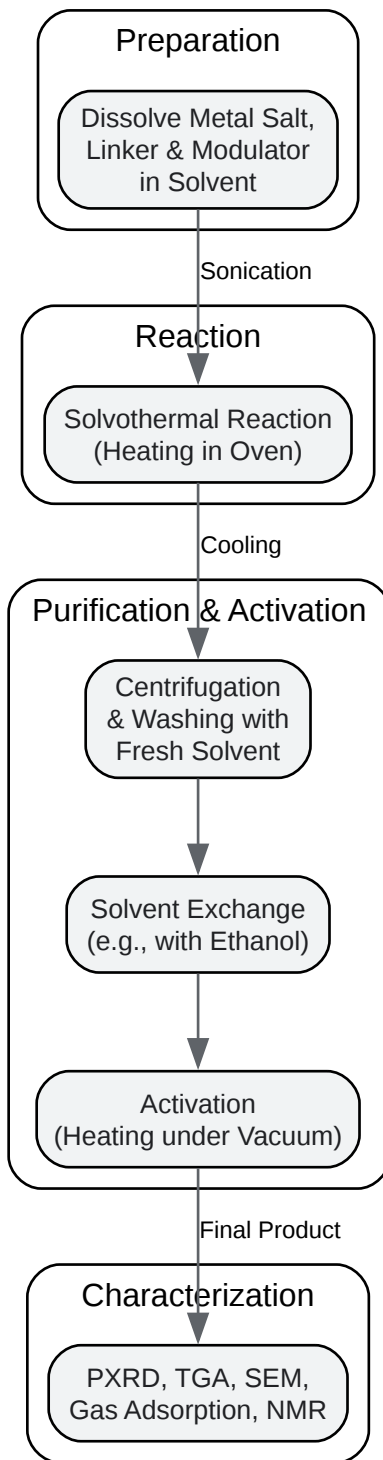 Preparation
Dissolve Metal Salt,
Linker & Modulator
in Solvent
Sonication
Reaction
Solvothermal Reaction
(Heating in Oven)
Cooling
Purification & Activation
Centrifugation
& Washing with
Fresh Solvent
Solvent Exchange
(e.g., with Ethanol)
Activation
(Heating under Vacuum)
Final Product
Characterization
PXRD, TGA, SEM,
Gas Adsorption, NMR